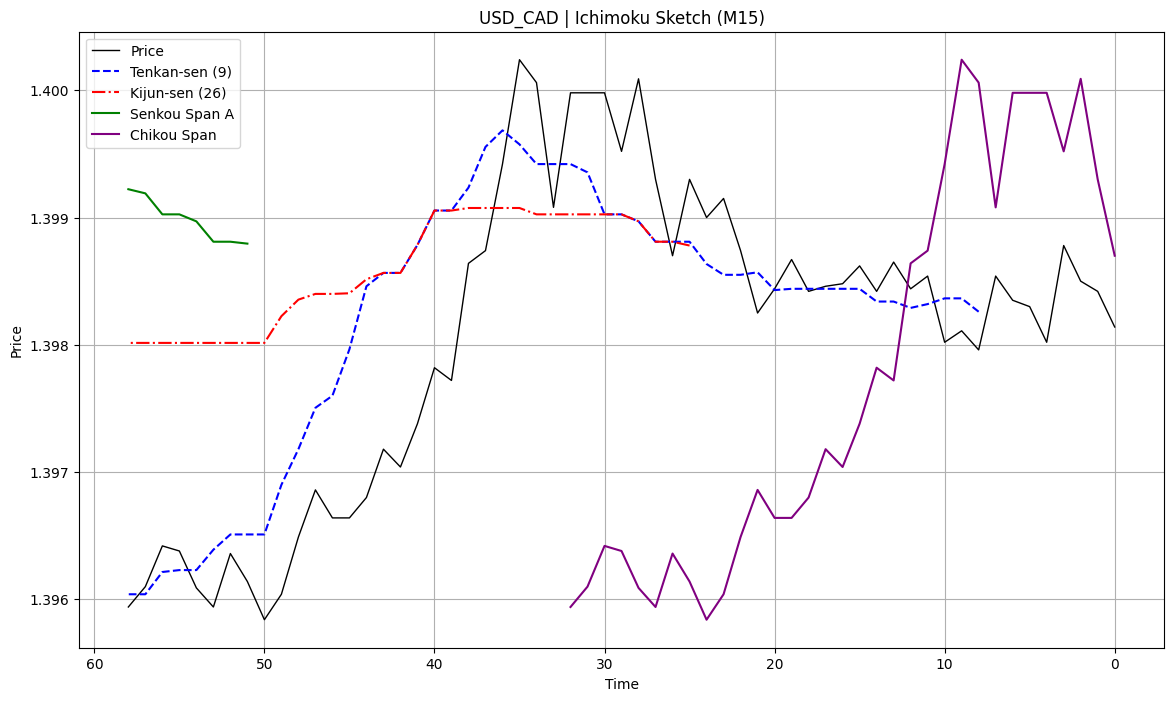 USD_CAD | Ichimoku Sketch (M15)
Price
Tenkan-sen (9)
Kijun-sen (26)
Senkou Span A
Chikou Span
1.400
1.399
1.398
1.397
1.396
Price
60 50 40 30 20 10 0
Time